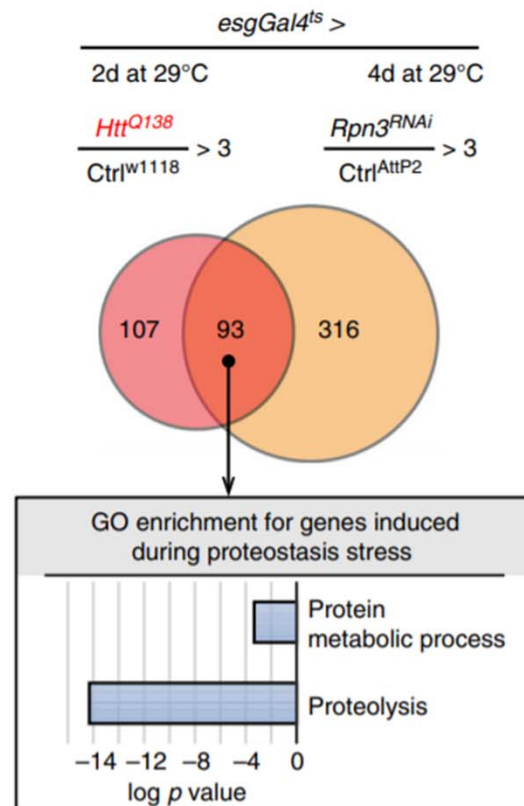 esgGal4ts >
2d at 29°C 4d at 29°C
HttQ138 Rpn3RNAi
> 3 > 3
Ctrlw1118 CtrlAttP2
107 93 316
GO enrichment for genes induced
during proteostasis stress
Protein
metabolic process
Proteolysis
–14 –12 –8 –4 0
log p value